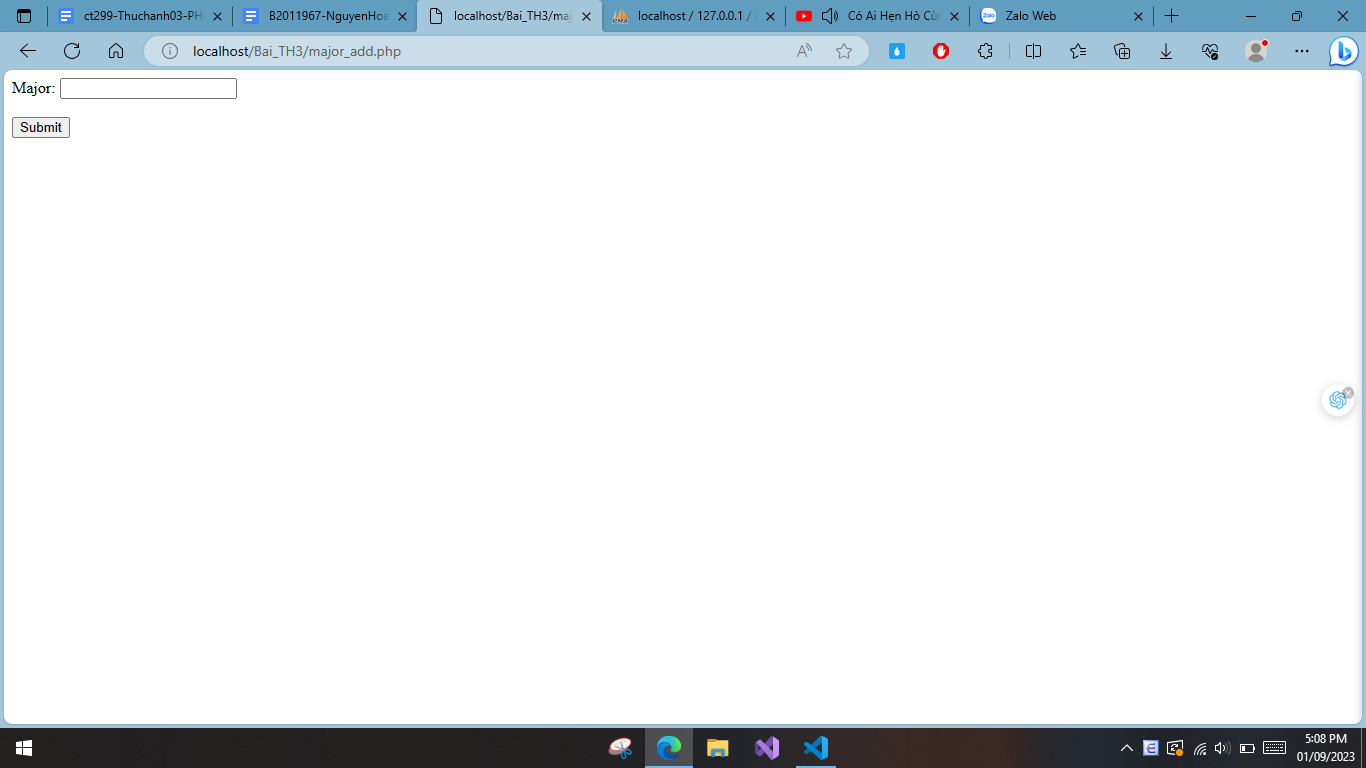 ct299-Thuchanh03-PH
B2011967-NguyenHoa
localhost/Bai_TH3/maj
localhost / 127.0.0.1 /
Có Ai Hẹn Hò Cùn
Zalo Web
localhost/Bai_TH3/major_add.php
Major:
Submit
5:08 PM
01/09/2023